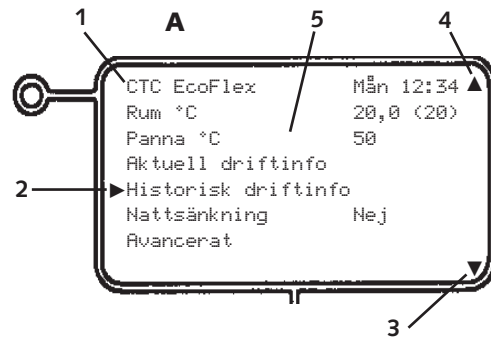 1 A 5 4
CTC EcoFlex Mån 12:34 ▲
Rum °C 20,0 (20)
Panna °C 50
Aktuell driftinfo
2 ▶Historisk driftinfo
Nattsänkning Nej
Avancerat
▼
3